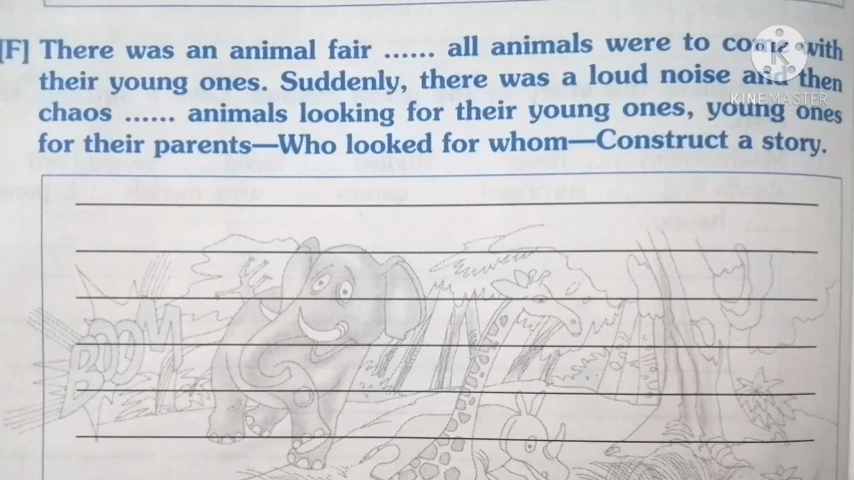 [F] There was an animal fair ...... all animals were to come with
their young ones. Suddenly, there was a loud noise and then
chaos ...... animals looking for their young ones, young ones
for their parents—Who looked for whom—Construct a story.
KINEMASTER
BOOM